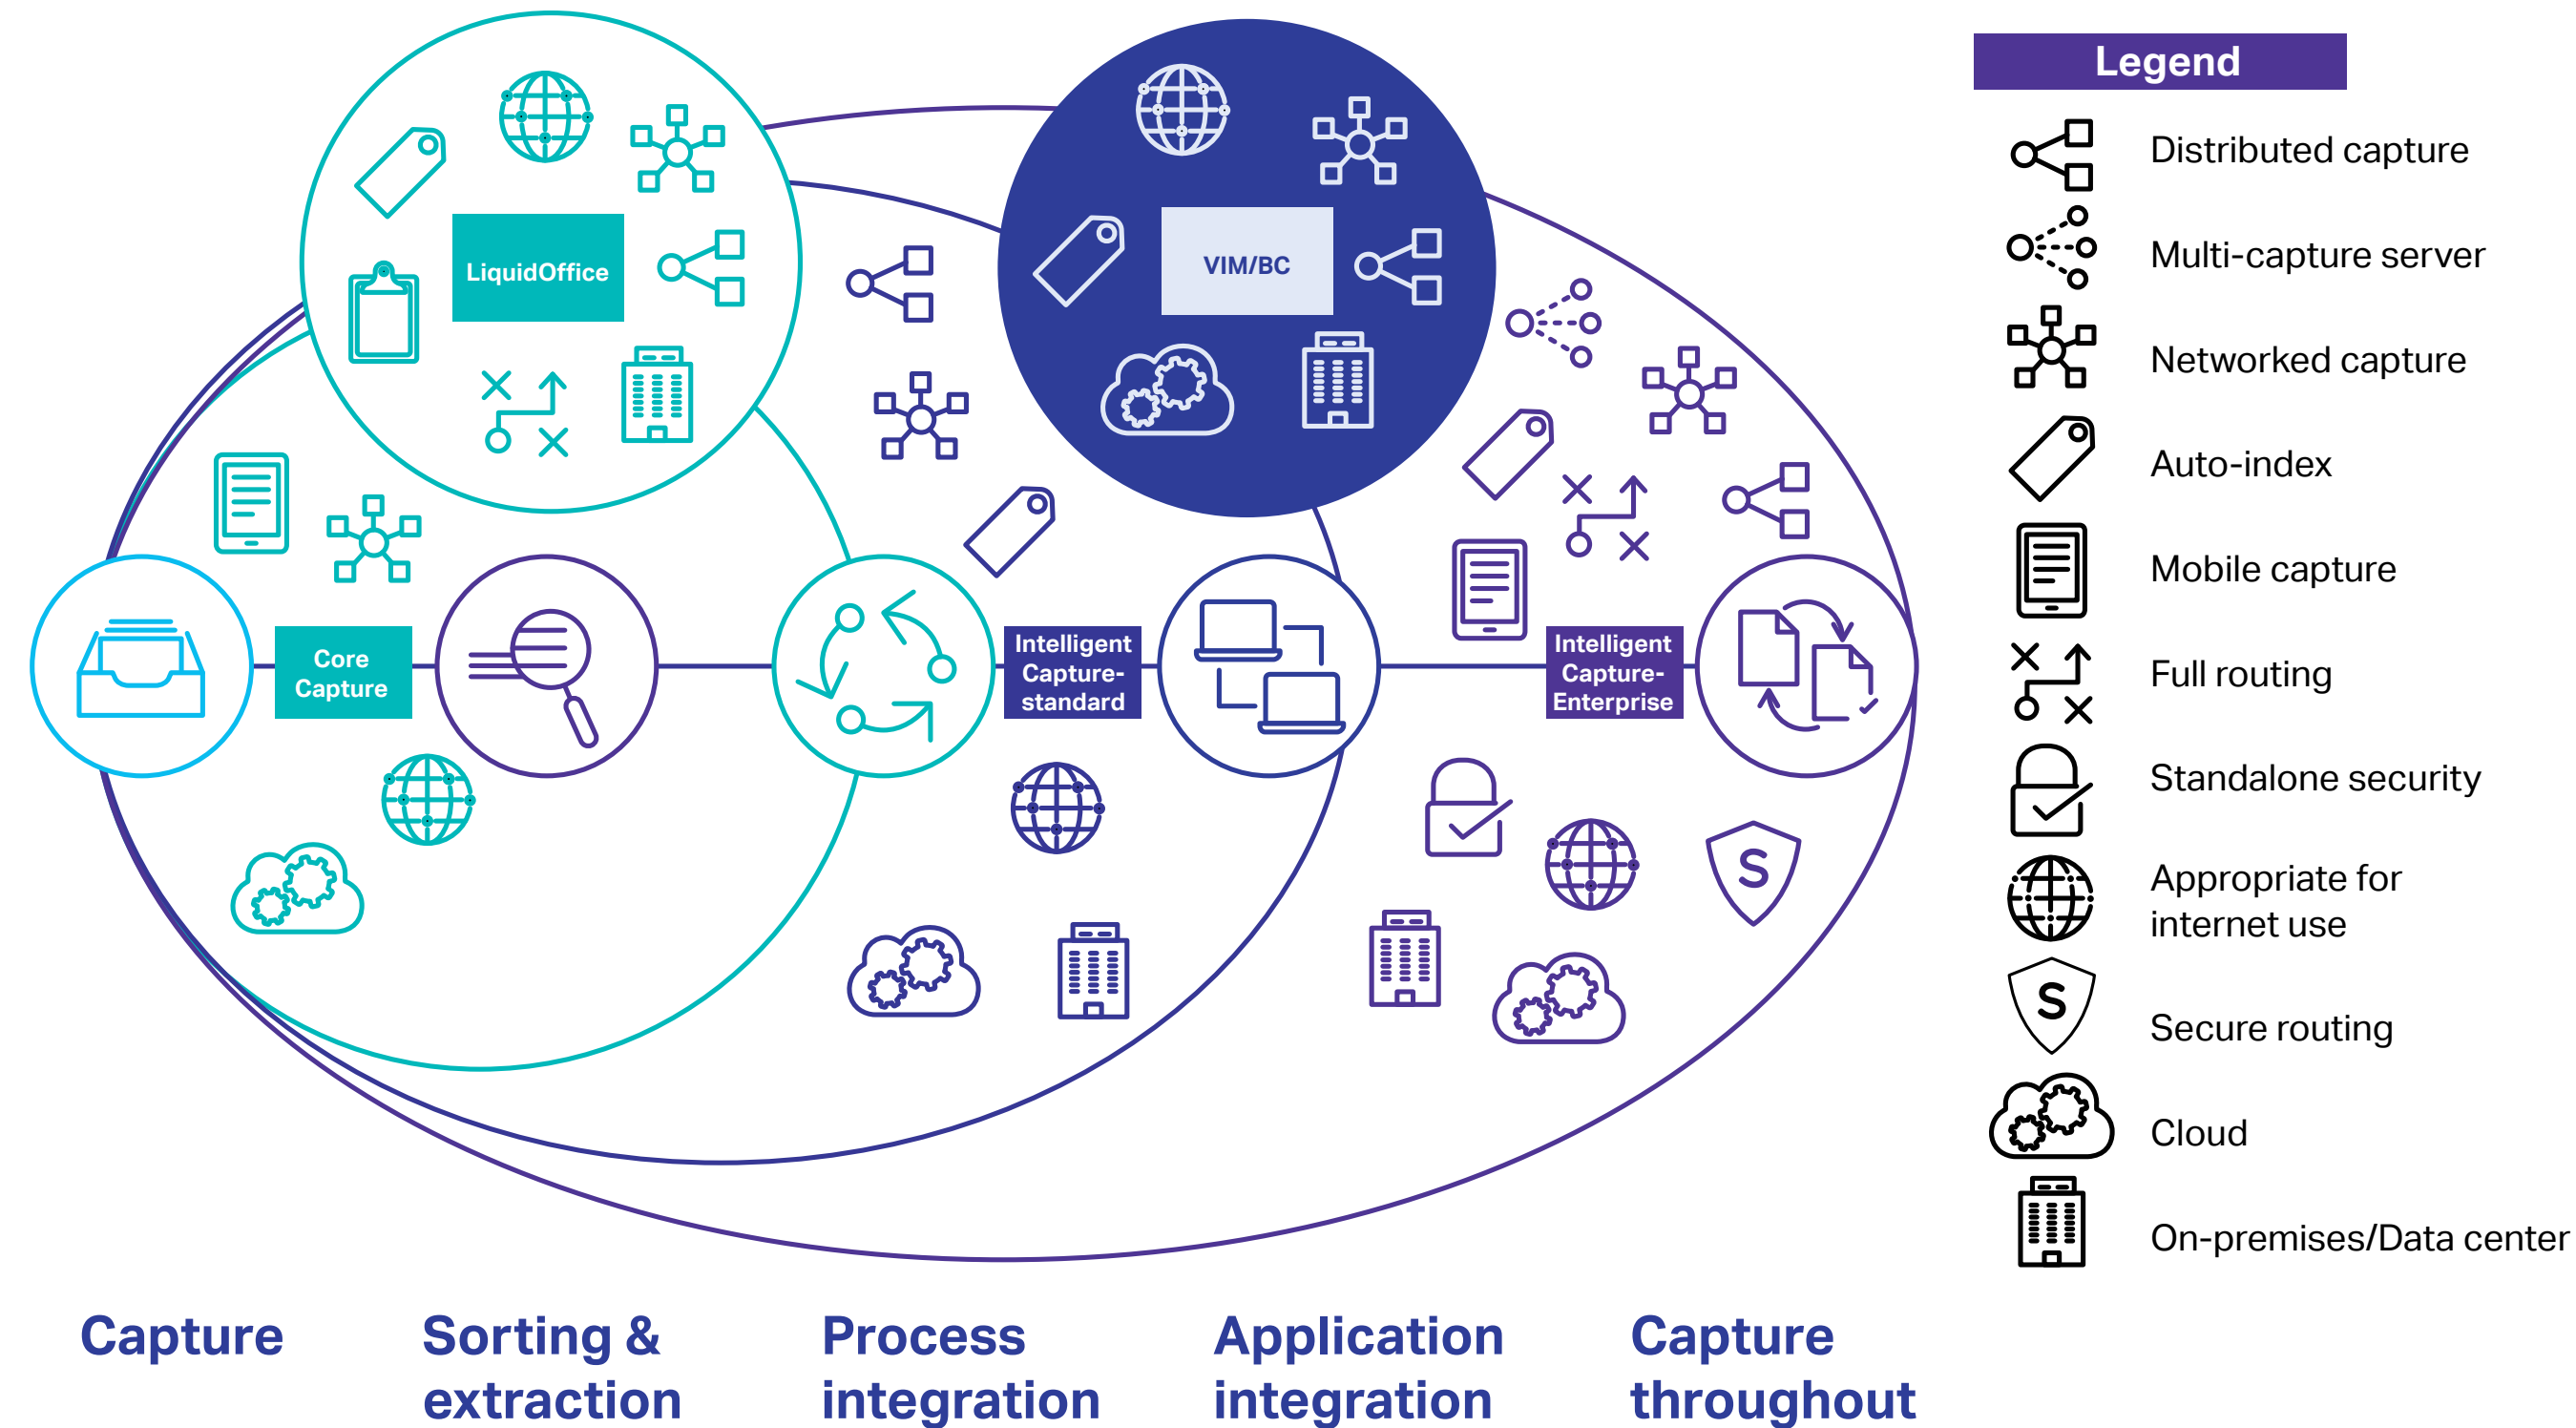 LiquidOffice
VIM/BC
Core
Capture
Intelligent
Capture-
standard
Intelligent
Capture-
Enterprise
S
Capture
Sorting &
extraction
Process
integration
Application
integration
Capture
throughout
Legend
Distributed capture
Multi-capture server
Networked capture
Auto-index
Mobile capture
Full routing
Standalone security
Appropriate for
internet use
S
Secure routing
Cloud
On-premises/Data center